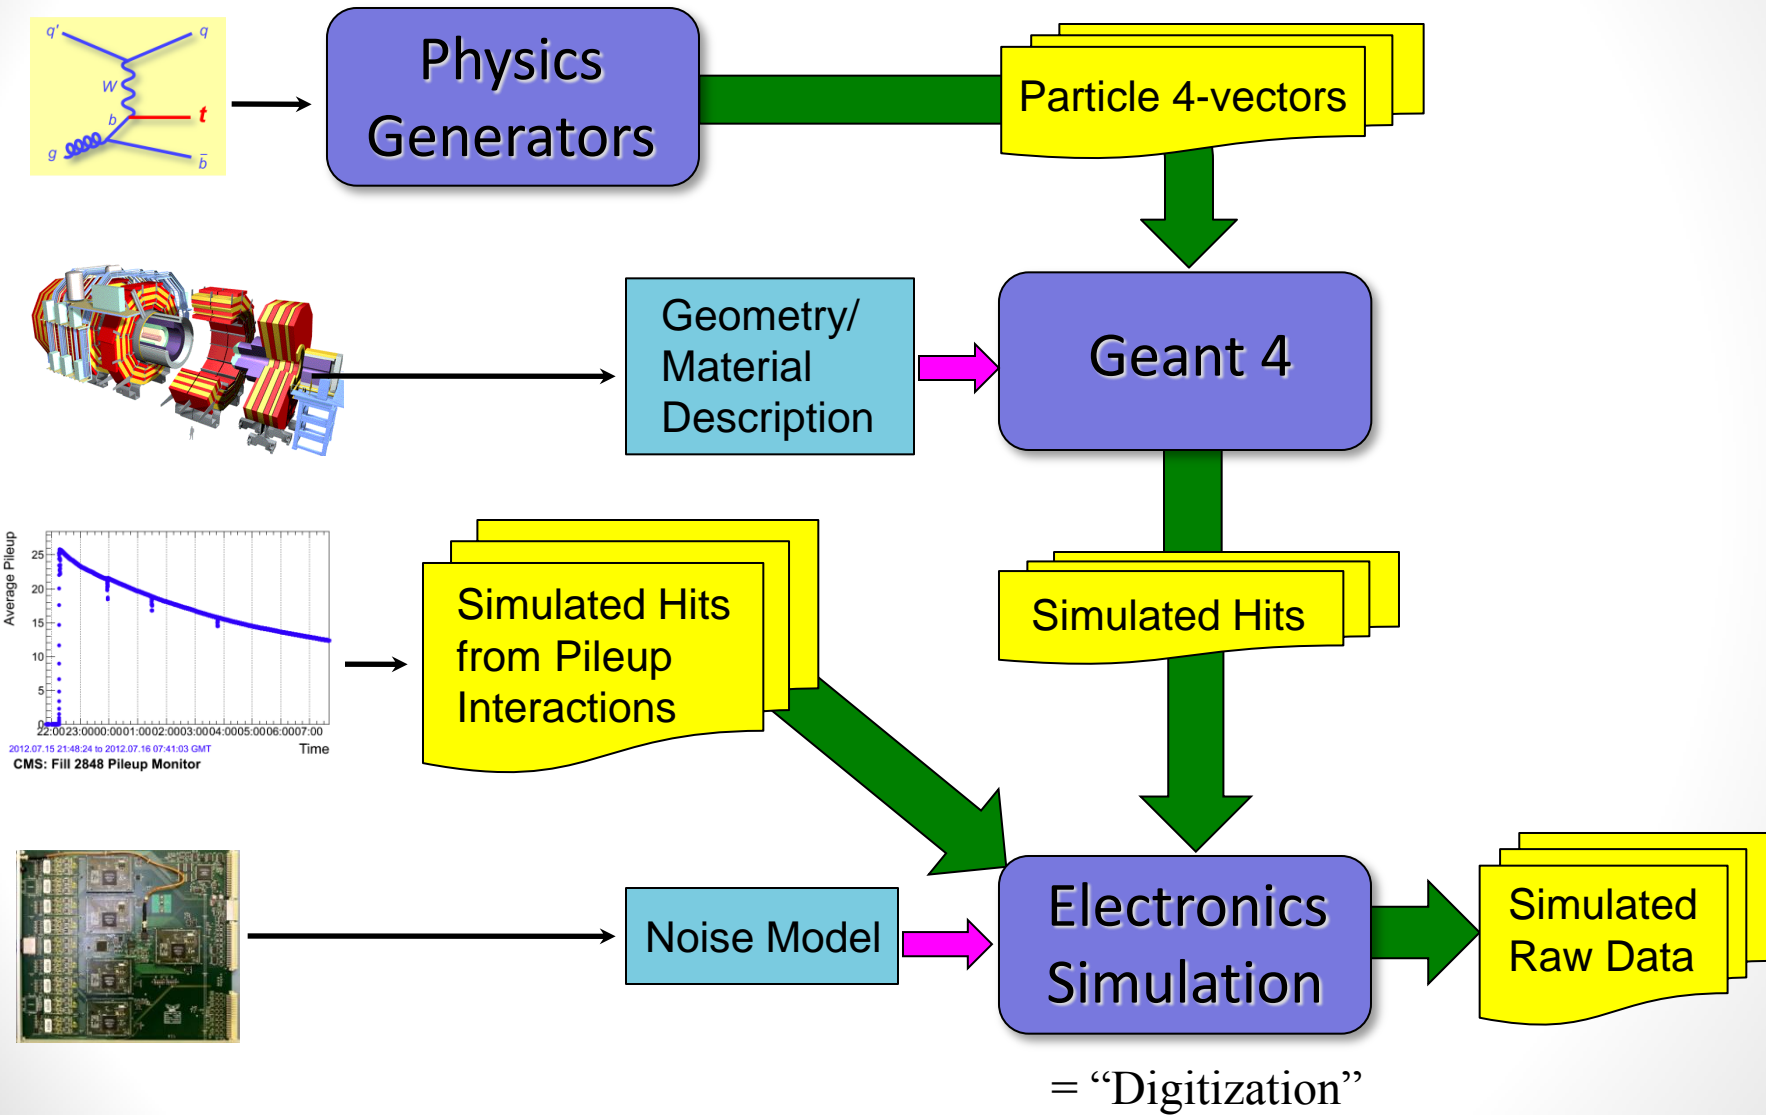 q'
q
W
b
t
g
b̄
Physics
Generators
Particle 4-vectors
Geometry/
Material
Description
Geant 4
Average Pileup
25
20
15
10
5
0
22:0023:0000:0001:0002:0003:0004:0005:0006:0007:00
Time
2012.07.15 21:48:24 to 2012.07.16 07:41:03 GMT
CMS: Fill 2848 Pileup Monitor
Simulated Hits
from Pileup
Interactions
Simulated Hits
Noise Model
Electronics
Simulation
Simulated
Raw Data
= “Digitization”